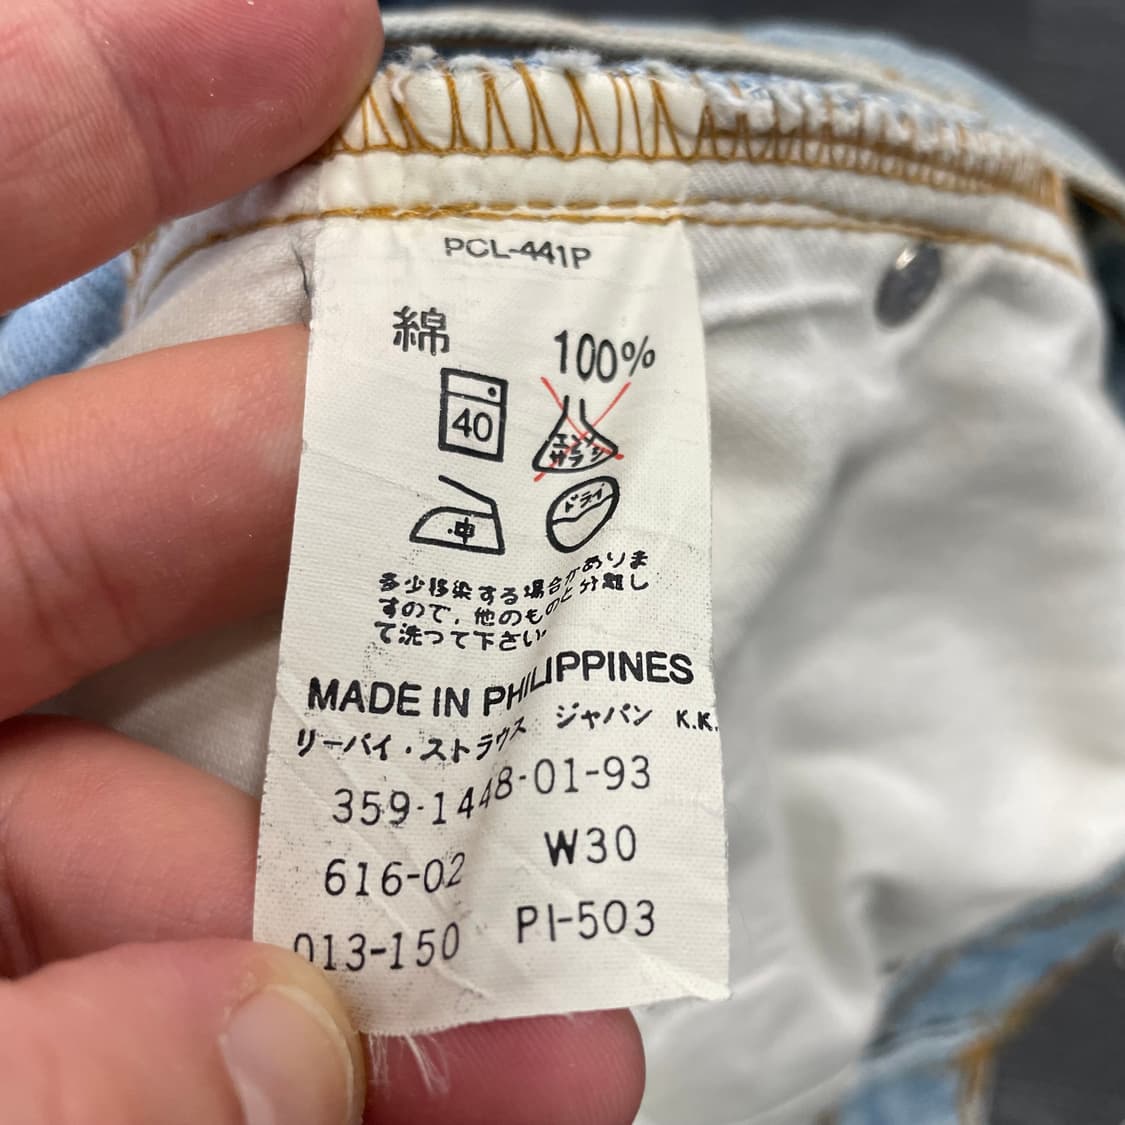 PCL-441P
綿
100%
40
エンソ
サラシ
中
ドライ
多少移染する場合がありま
すので、他のものと分離し
て洗って下さい。
MADE IN PHILIPPINES
リーバイ・ストラウス ジャパン K.K.
359-1448-01-93
616-02 W30
013-150 PI-503